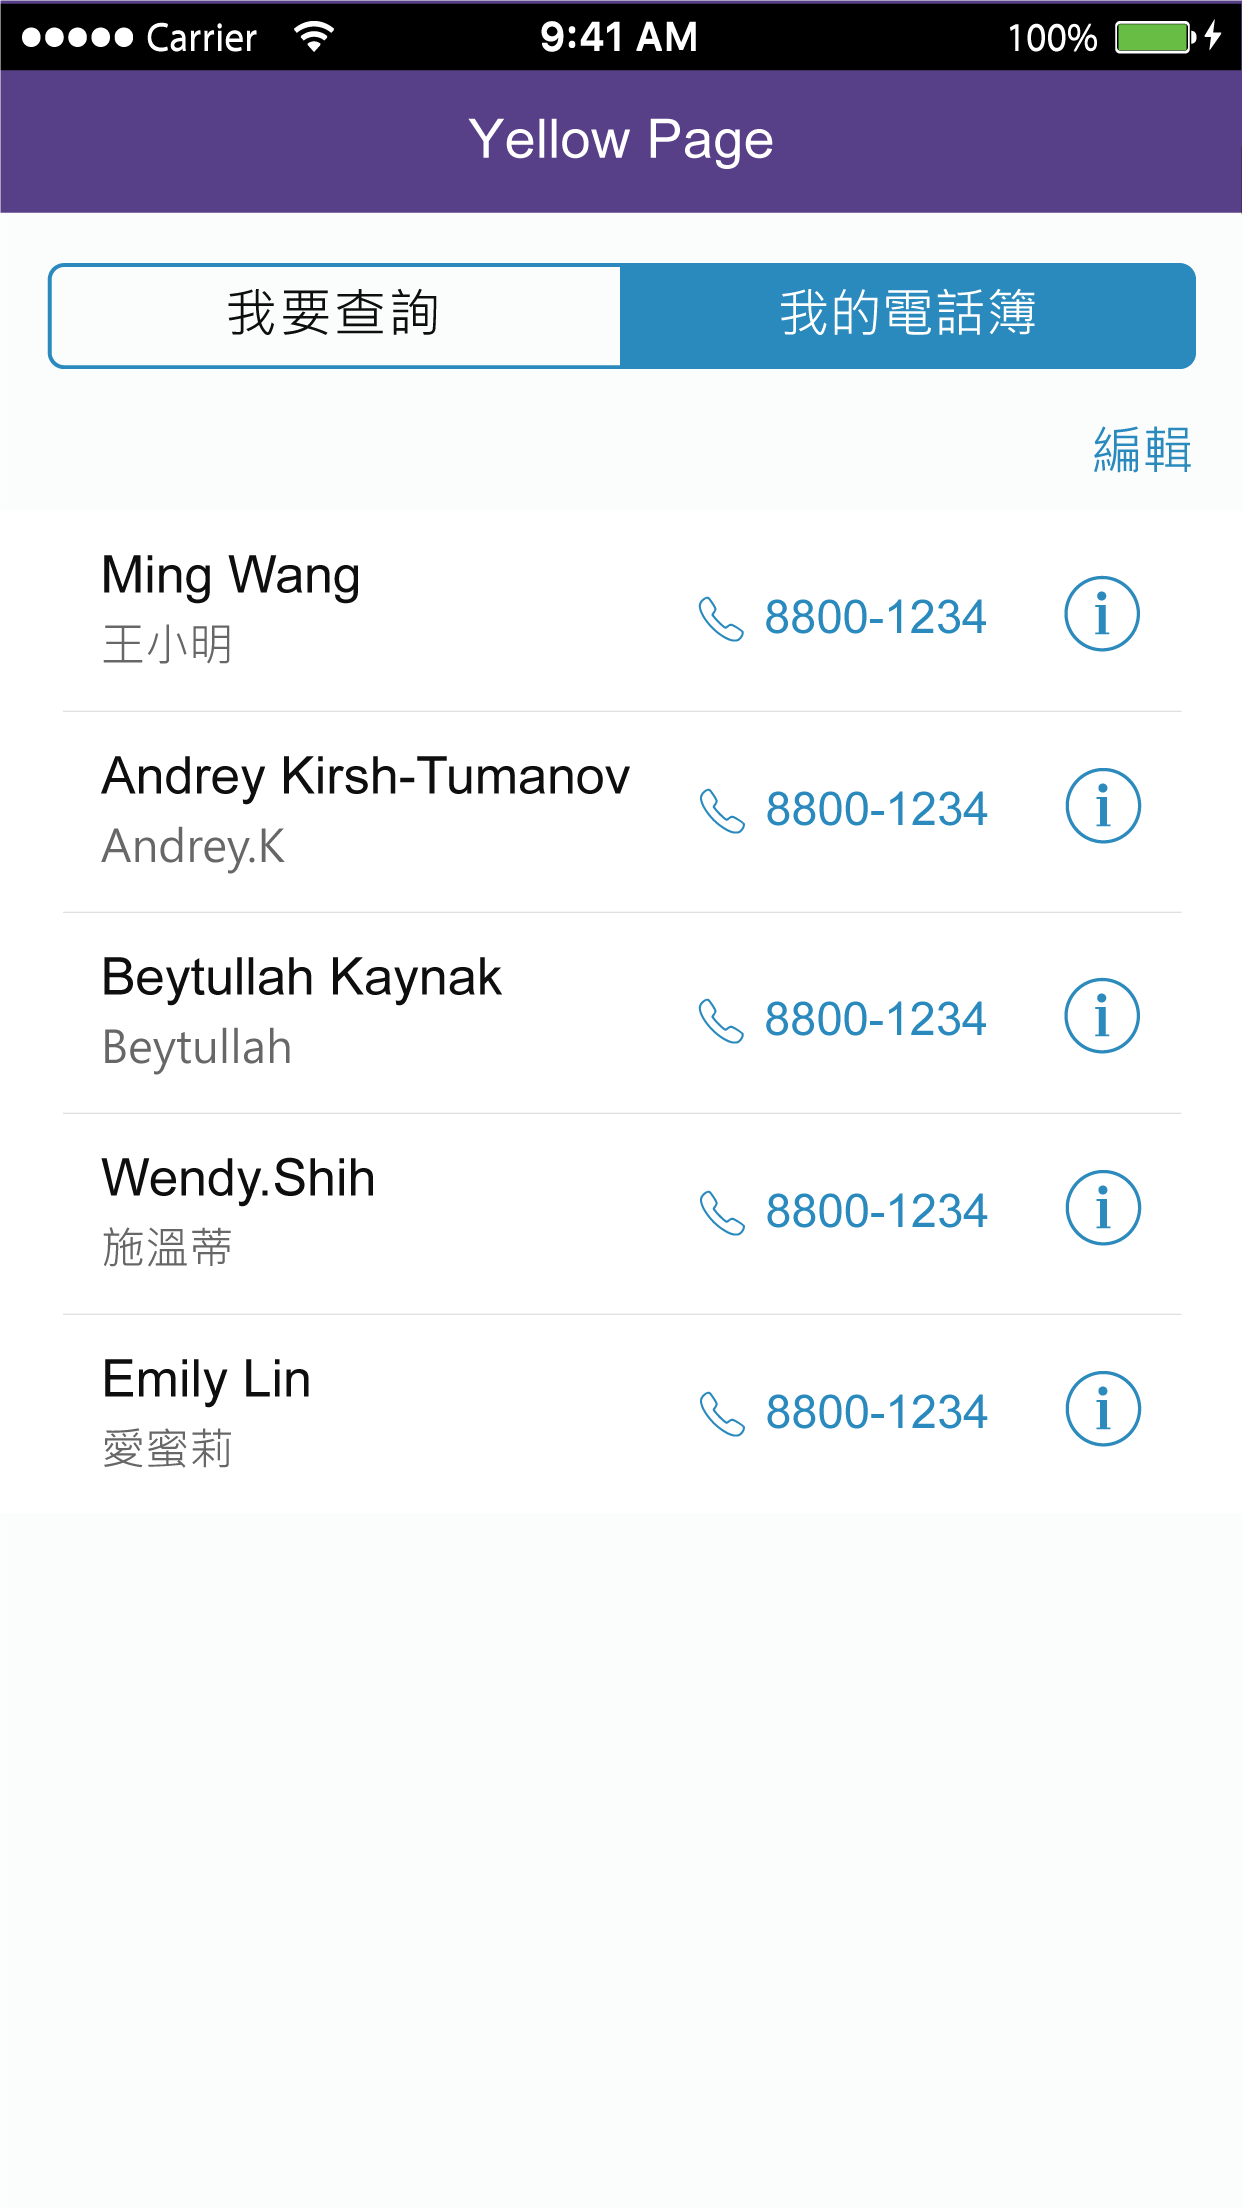 Carrier 9:41 AM 100%
Yellow Page
我要查詢 我的電話簿
編輯
Ming Wang
王小明
8800-1234
Andrey Kirsh-Tumanov
Andrey.K
8800-1234
Beytullah Kaynak
Beytullah
8800-1234
Wendy.Shih
施溫蒂
8800-1234
Emily Lin
愛蜜莉
8800-1234